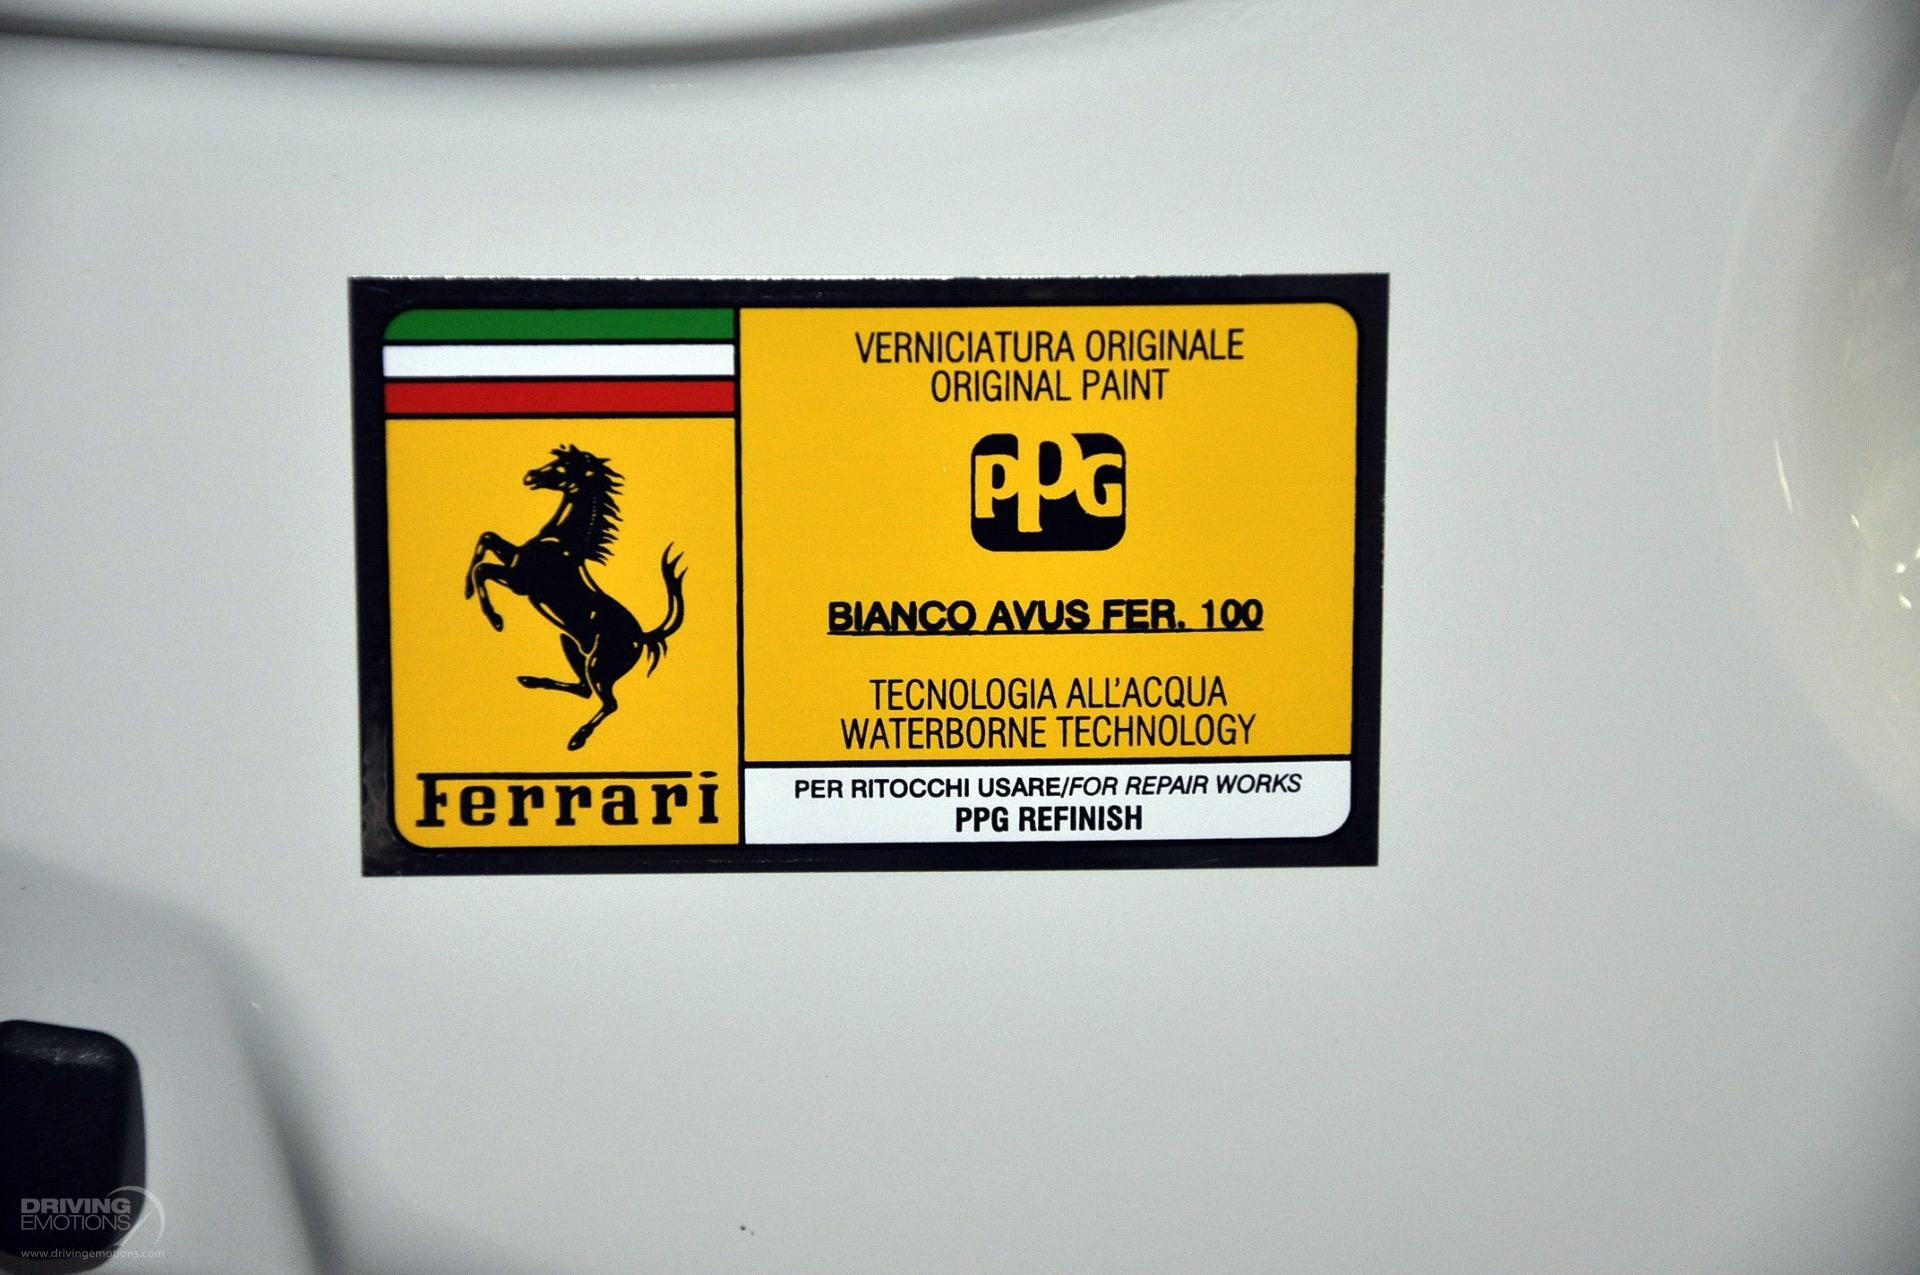 VERNICIATURA ORIGINALE
ORIGINAL PAINT
PPG
BIANCO AVUS FER. 100
TECNOLOGIA ALL'ACQUA
WATERBORNE TECHNOLOGY
Ferrari
PER RITOCCHI USARE/FOR REPAIR WORKS
PPG REFINISH
DRIVING
EMOTIONS
www.drivingemotions.com